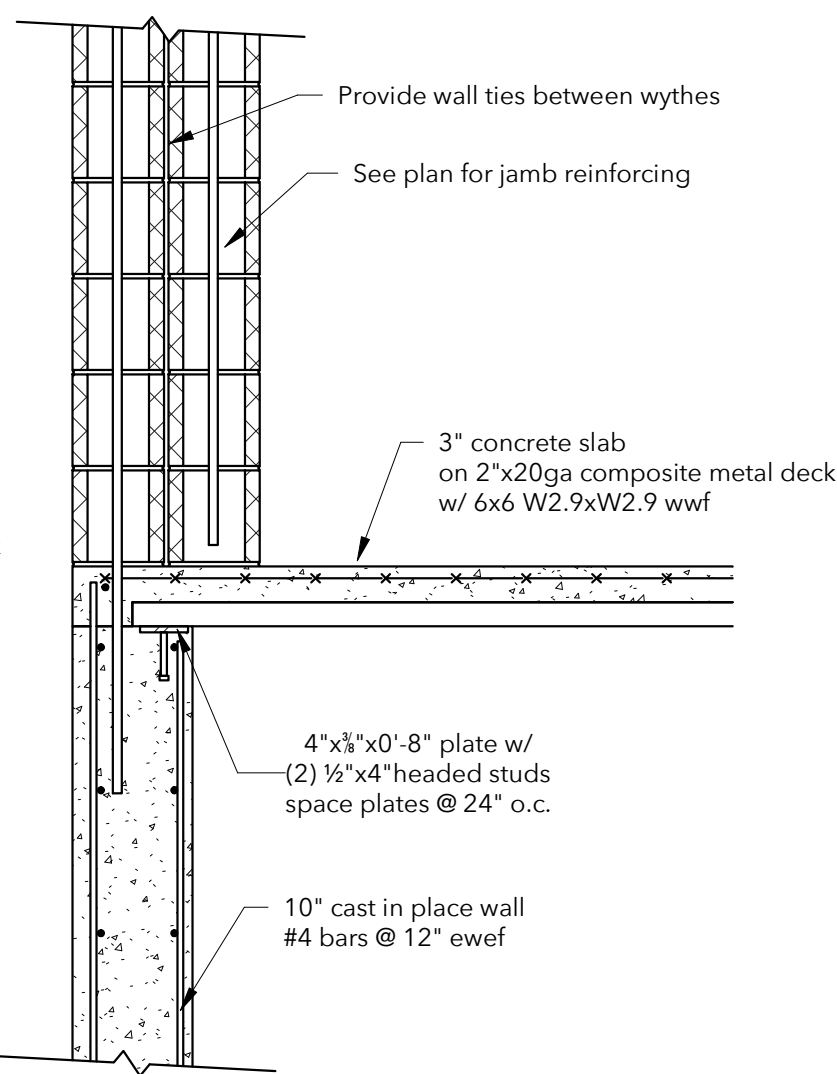 Provide wall ties between wythes
See plan for jamb reinforcing
3" concrete slab
on 2"x20ga composite metal deck
w/ 6x6 W2.9xW2.9 wwf
4"x⅜"x0'-8" plate w/
(2) ½"x4"headed studs
space plates @ 24" o.c.
10" cast in place wall
#4 bars @ 12" ewef